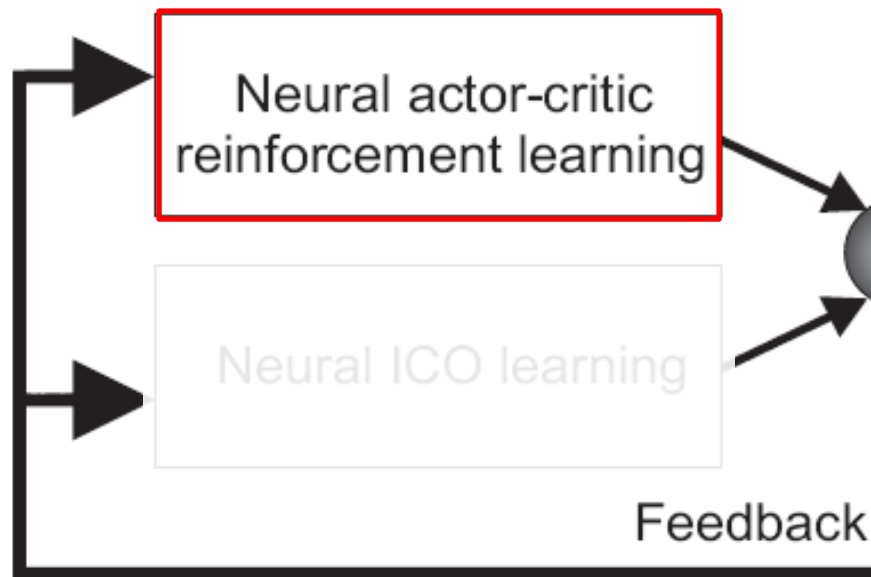 Neural actor-critic
reinforcement learning
Neural ICO learning
Feedback